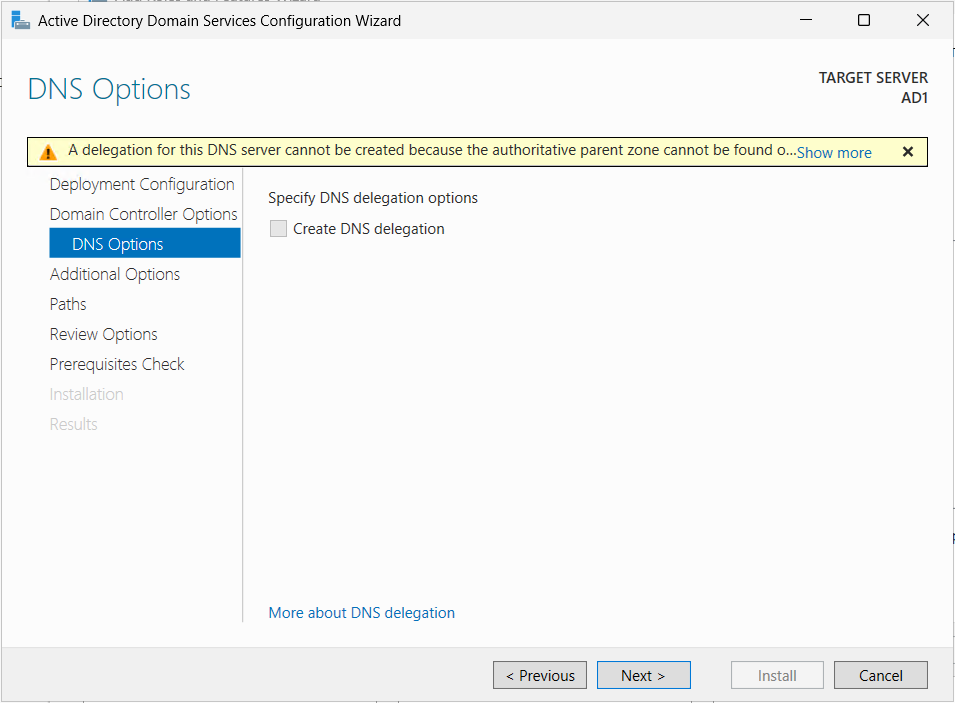 Active Directory Domain Services Configuration Wizard
DNS Options
TARGET SERVER
AD1
A delegation for this DNS server cannot be created because the authoritative parent zone cannot be found o...Show more
Deployment Configuration
Domain Controller Options
DNS Options
Additional Options
Paths
Review Options
Prerequisites Check
Installation
Results
Specify DNS delegation options
Create DNS delegation
More about DNS delegation
< Previous
Next >
Install
Cancel